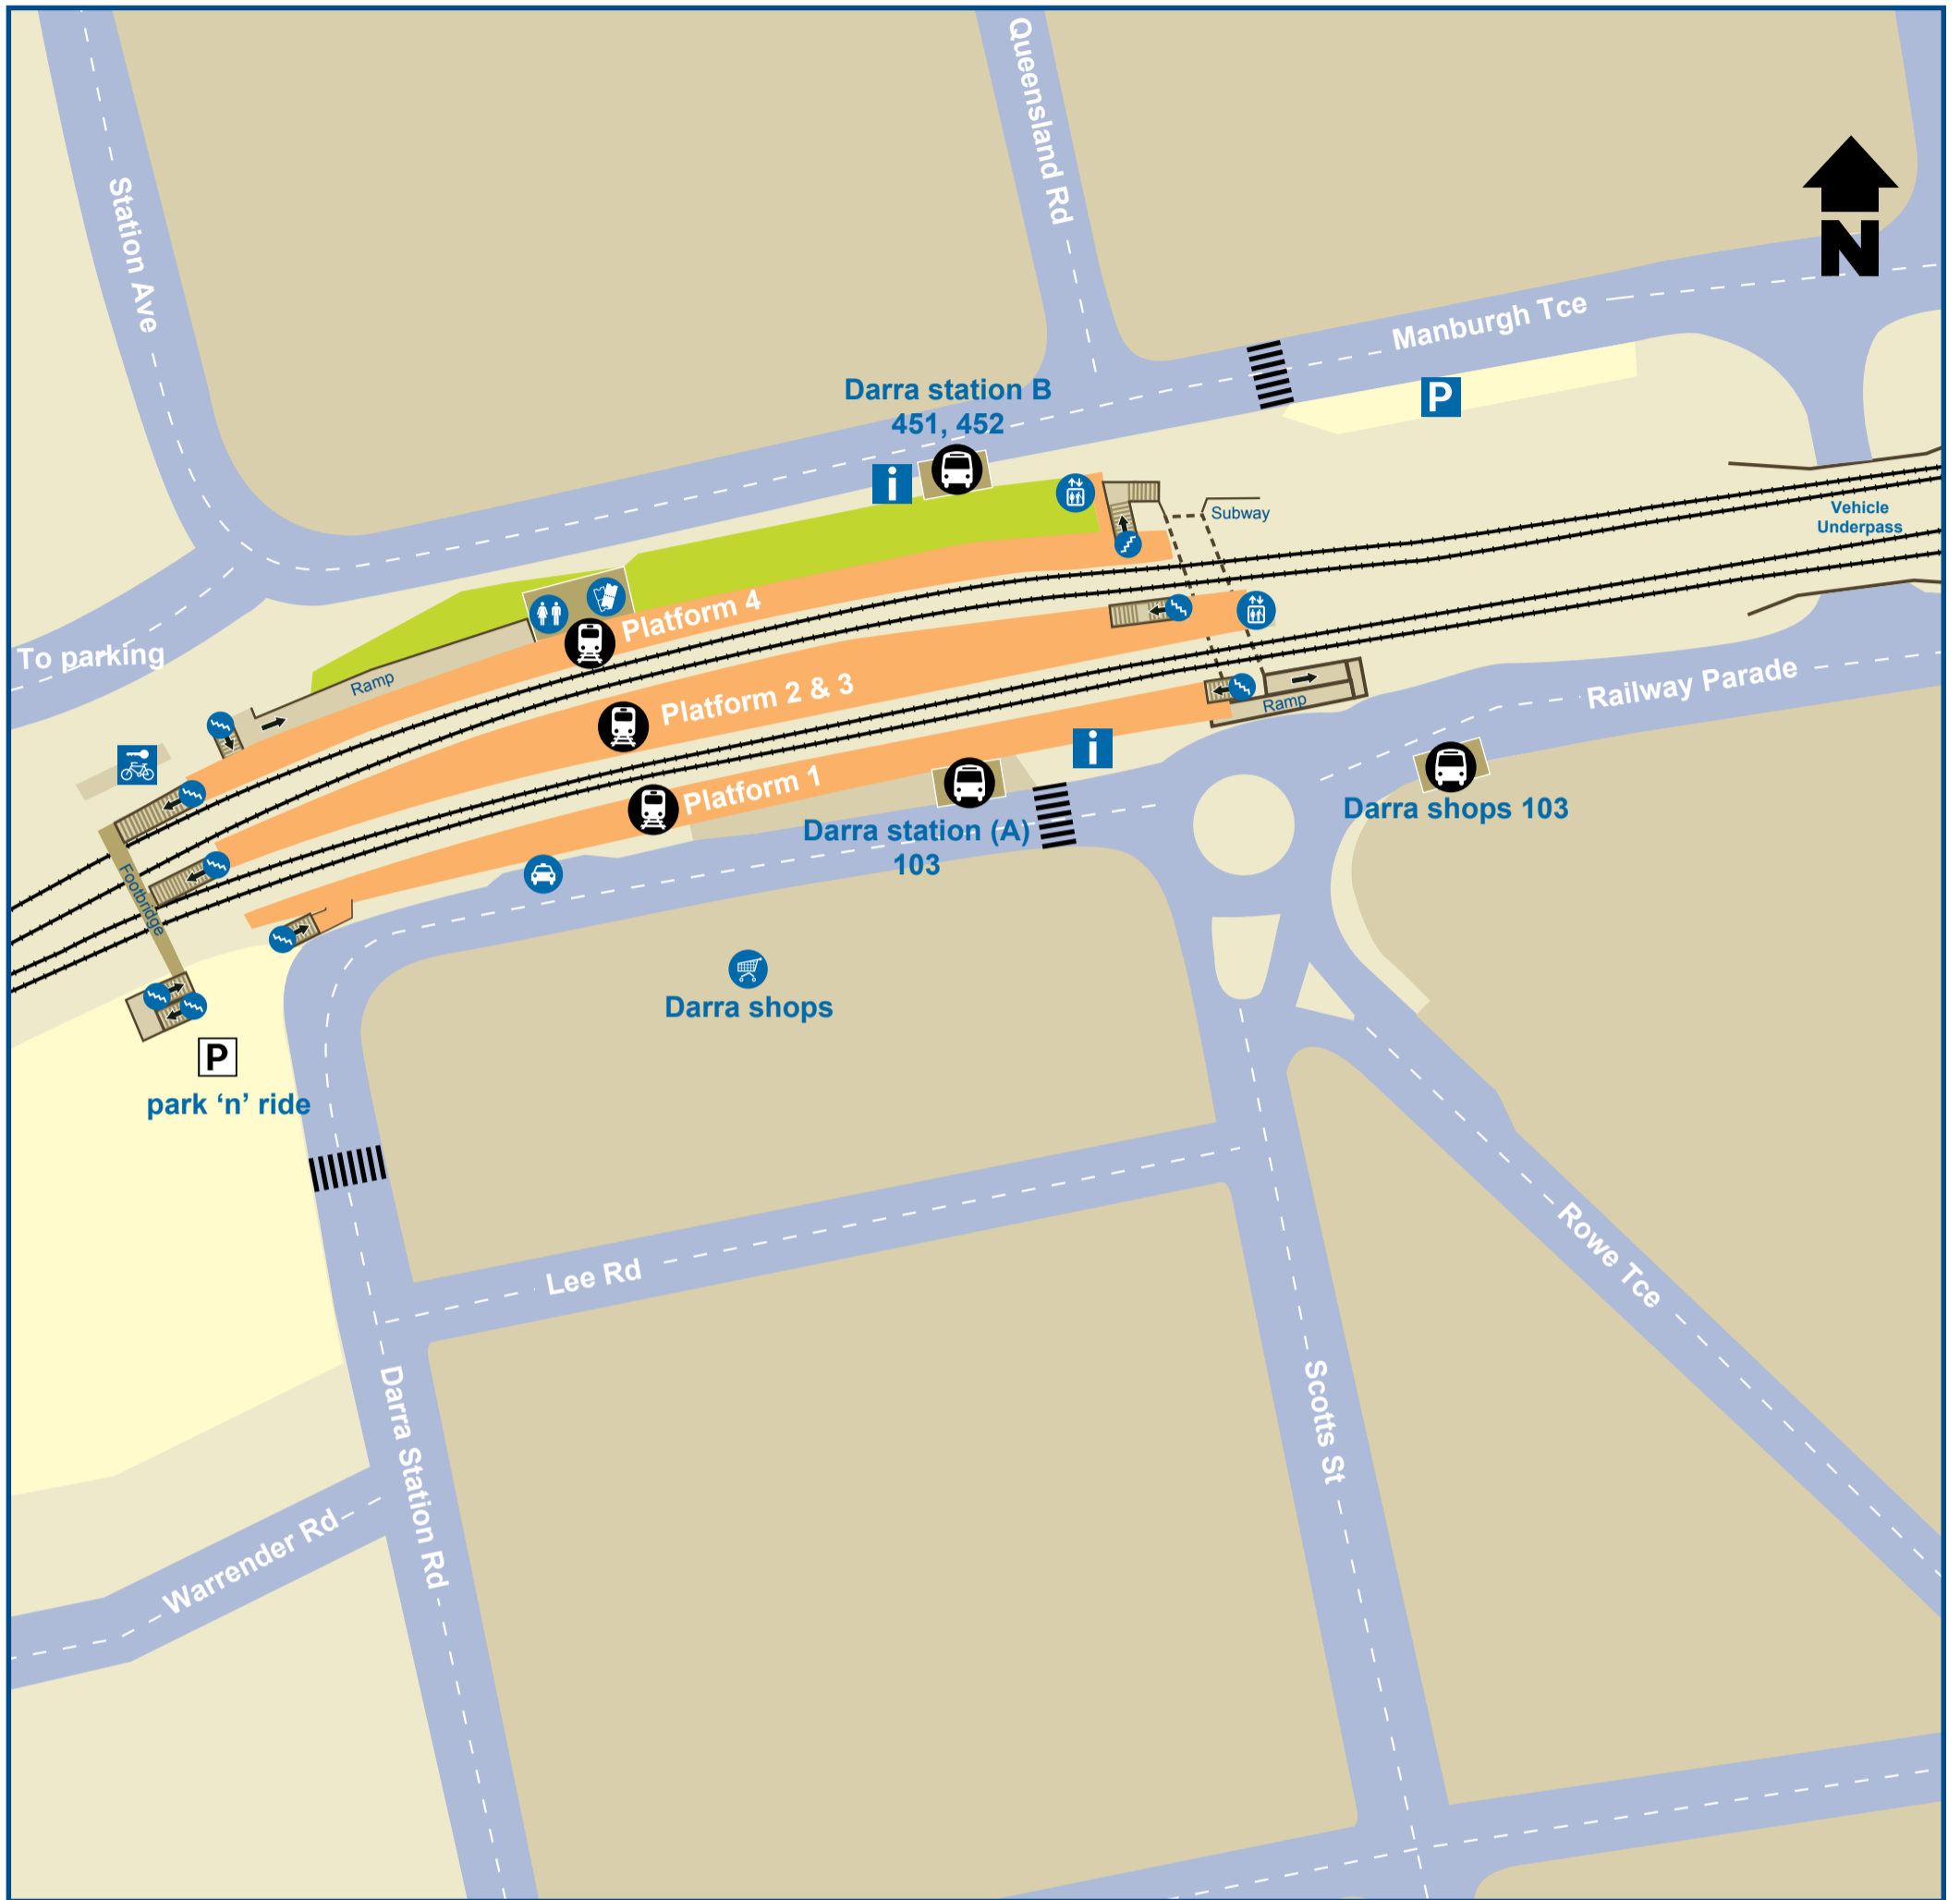 Queensland Rd
Station Ave
N
Manburgh Tce
Darra station B
451, 452
P
i
Subway
Vehicle
Underpass
Platform 4
To parking
Ramp
Platform 2 & 3
Railway Parade
Ramp
i
Platform 1
Darra station (A)
103
Darra shops 103
Footbridge
Darra shops
P
park ‘n’ ride
Lee Rd
Rowe Tce
Scotts St
Darra Station Rd
Warrender Rd